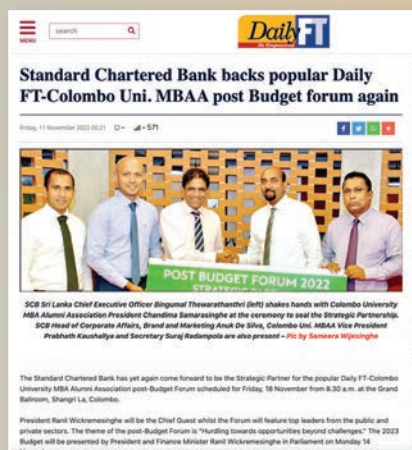 MENU
search
Daily FT
Be Empowered
Standard Chartered Bank backs popular Daily
FT-Colombo Uni. MBAA post Budget forum again
Friday, 11 November 2022 00:21 - 571
POST BUDGET FORUM 2022
STRATEGIC PART
SCB Sri Lanka Chief Executive Officer Bingumal Thewarathanthri (left) shakes hands with Colombo University
MBA Alumni Association President Chandima Samarasinghe at the ceremony to seal the Strategic Partnership.
SCB Head of Corporate Affairs, Brand and Marketing Anuk De Silva, Colombo Uni. MBAA Vice President
Prabhath Kaushallya and Secretary Suraj Radampola are also present – Pic by Sameera Wijesinghe
The Standard Chartered Bank has yet again come forward to be the Strategic Partner for the popular Daily FT-Colombo
University MBA Alumni Association post-Budget Forum scheduled for Friday, 18 November from 8.30 a.m. at the Grand
Ballroom, Shangri La, Colombo.
President Ranil Wickremesinghe will be the Chief Guest whilst the Forum will feature top leaders from the public and
private sectors. The theme of the post-Budget Forum is "Hurdling towards opportunities beyond challenges." The 2023
Budget will be presented by President and Finance Minister Ranil Wickremesinghe in Parliament on Monday 14